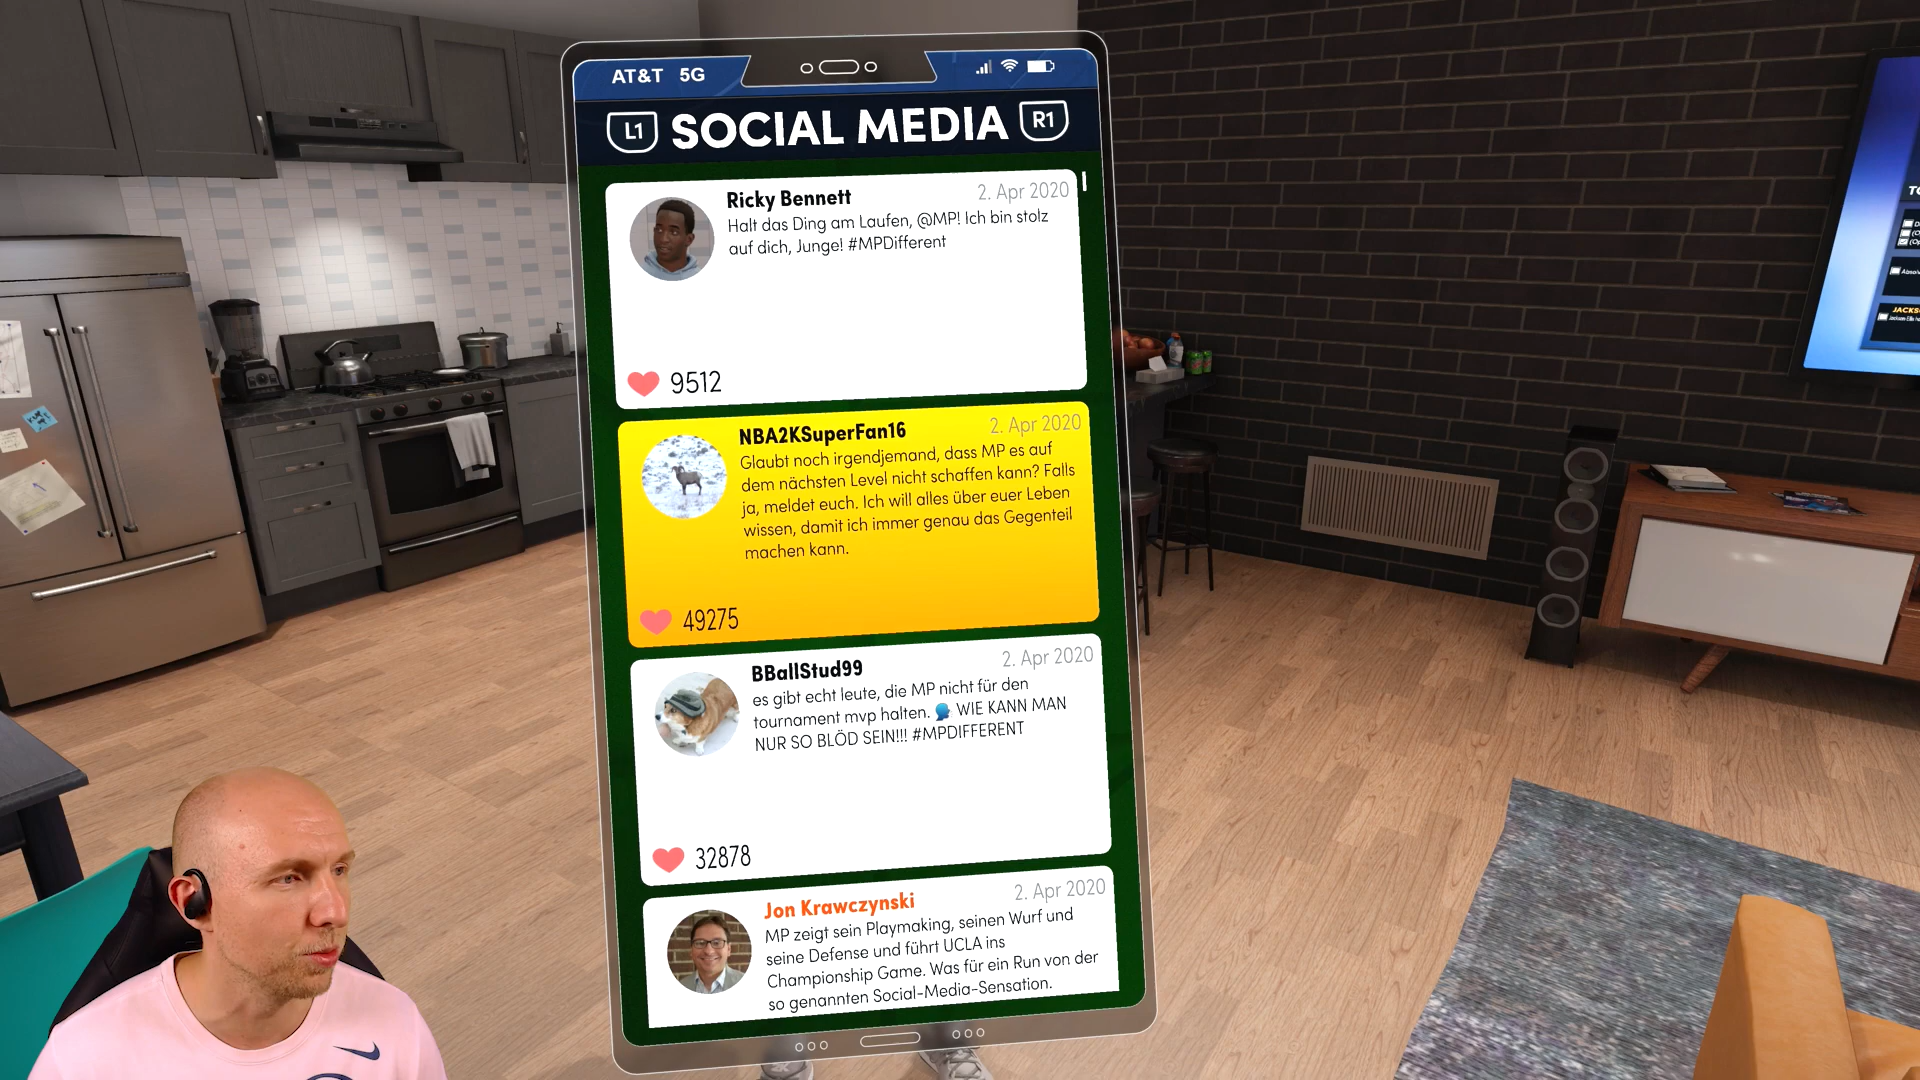 AT&T 5G
L1 SOCIAL MEDIA R1
Ricky Bennett 2. Apr 2020
Halt das Ding am Laufen, @MP! Ich bin stolz
auf dich, Junge! #MPDifferent
9512
NBA2KSuperFan16 2. Apr 2020
Glaubt noch irgendjemand, dass MP es auf
dem nächsten Level nicht schaffen kann? Falls
ja, meldet euch. Ich will alles über euer Leben
wissen, damit ich immer genau das Gegenteil
machen kann.
49275
BBallStud99 2. Apr 2020
es gibt echt leute, die MP nicht für den
tournament mvp halten. 🗣 WIE KANN MAN
NUR SO BLÖD SEIN!!! #MPDIFFERENT
32878
Jon Krawczynski 2. Apr 2020
MP zeigt sein Playmaking, seinen Wurf und
seine Defense und führt UCLA ins
Championship Game. Was für ein Run von der
so genannten Social-Media-Sensation.